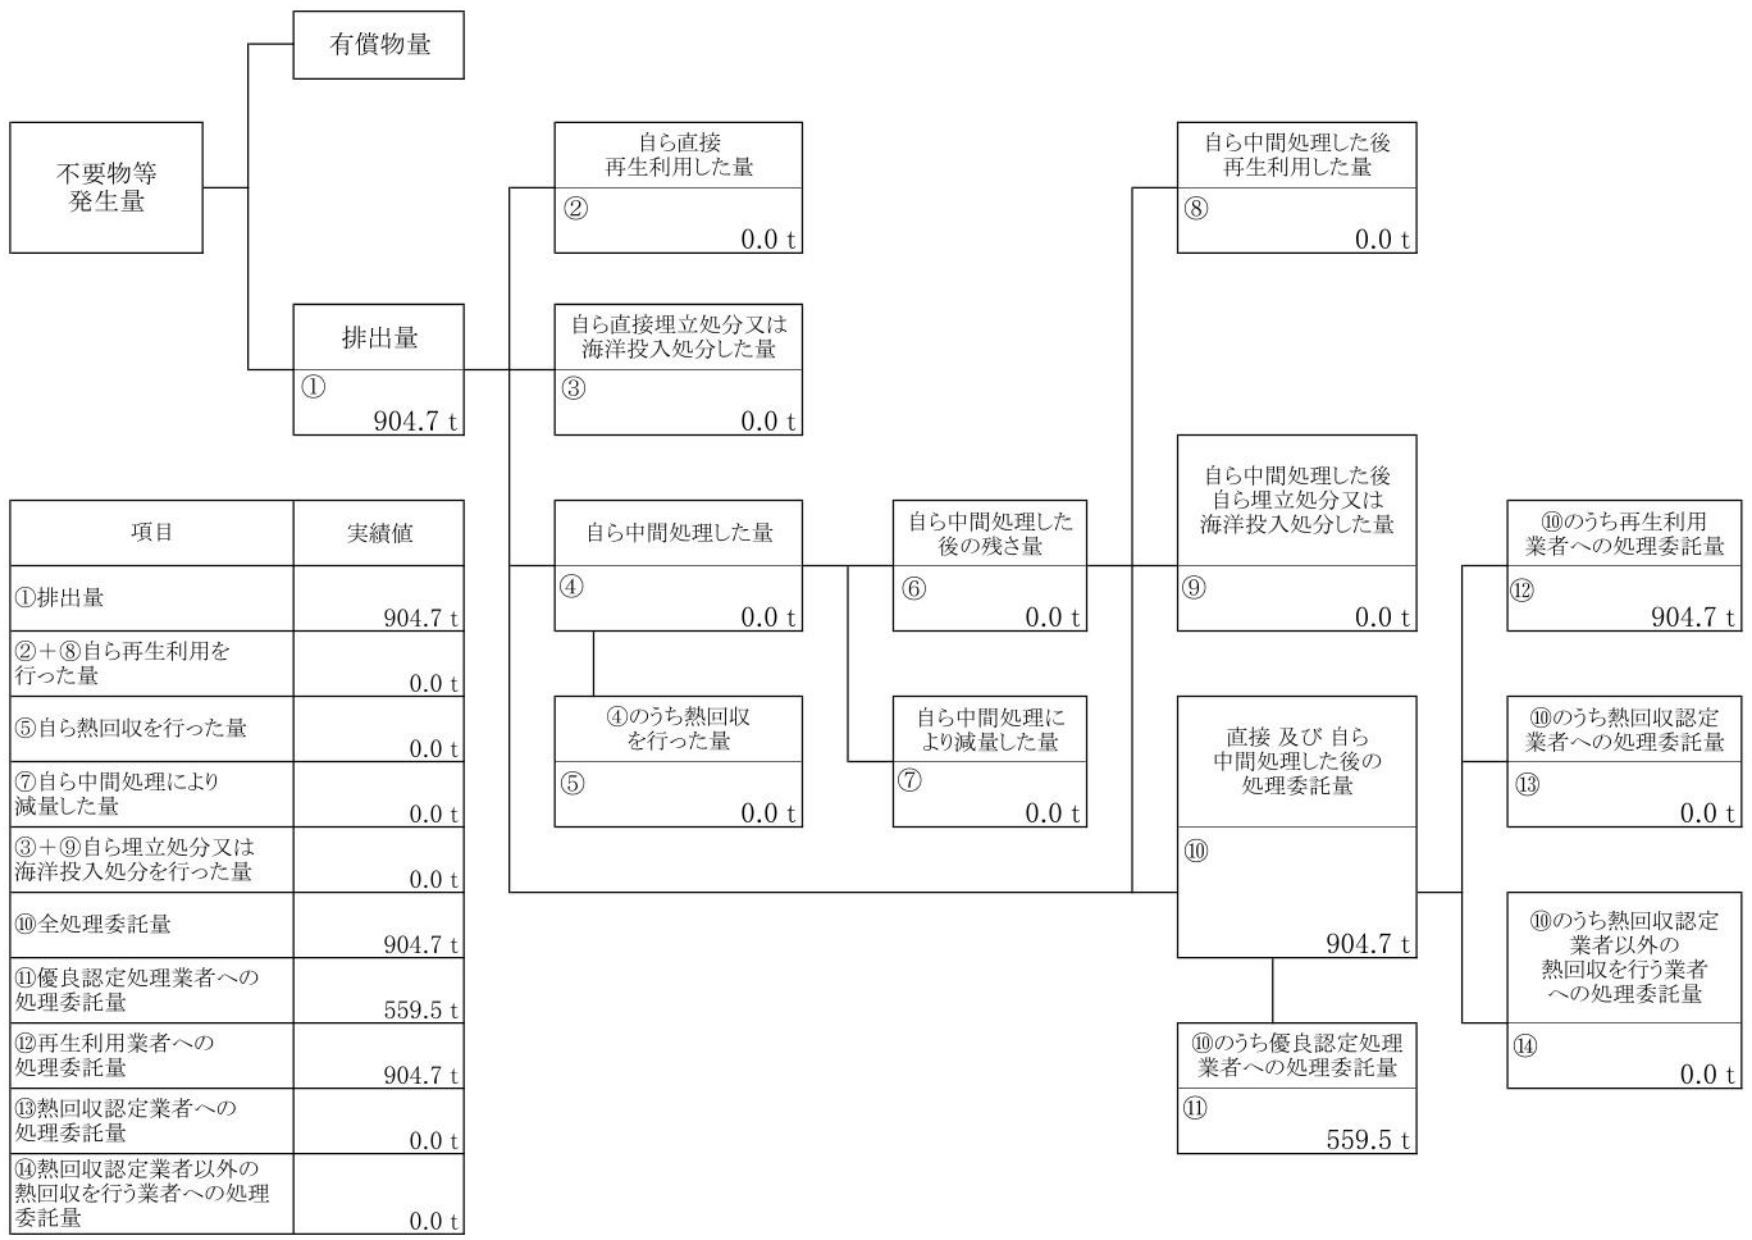 有償物量
不要物等
発生量
排出量
①
904.7 t
自ら直接
再生利用した量
②
0.0 t
自ら直接埋立処分又は
海洋投入処分した量
③
0.0 t
自ら中間処理した量
④
0.0 t
④のうち熱回収
を行った量
⑤
0.0 t
自ら中間処理した
後の残さ量
⑥
0.0 t
自ら中間処理に
より減量した量
⑦
0.0 t
自ら中間処理した後
再生利用した量
⑧
0.0 t
自ら中間処理した後
自ら埋立処分又は
海洋投入処分した量
⑨
0.0 t
直接 及び 自ら
中間処理した後の
処理委託量
⑩
904.7 t
⑩のうち優良認定処理
業者への処理委託量
⑪
559.5 t
⑩のうち再生利用
業者への処理委託量
⑫
904.7 t
⑩のうち熱回収認定
業者への処理委託量
⑬
0.0 t
⑩のうち熱回収認定
業者以外の
熱回収を行う業者
への処理委託量
⑭
0.0 t
項目 実績値
①排出量
904.7 t
②＋⑧自ら再生利用を
行った量
0.0 t
⑤自ら熱回収を行った量
0.0 t
⑦自ら中間処理により
減量した量
0.0 t
③＋⑨自ら埋立処分又は
海洋投入処分を行った量
0.0 t
⑩全処理委託量
904.7 t
⑪優良認定処理業者への
処理委託量
559.5 t
⑫再生利用業者への
処理委託量
904.7 t
⑬熱回収認定業者への
処理委託量
0.0 t
⑭熱回収認定業者以外の
熱回収を行う業者への処理
委託量
0.0 t